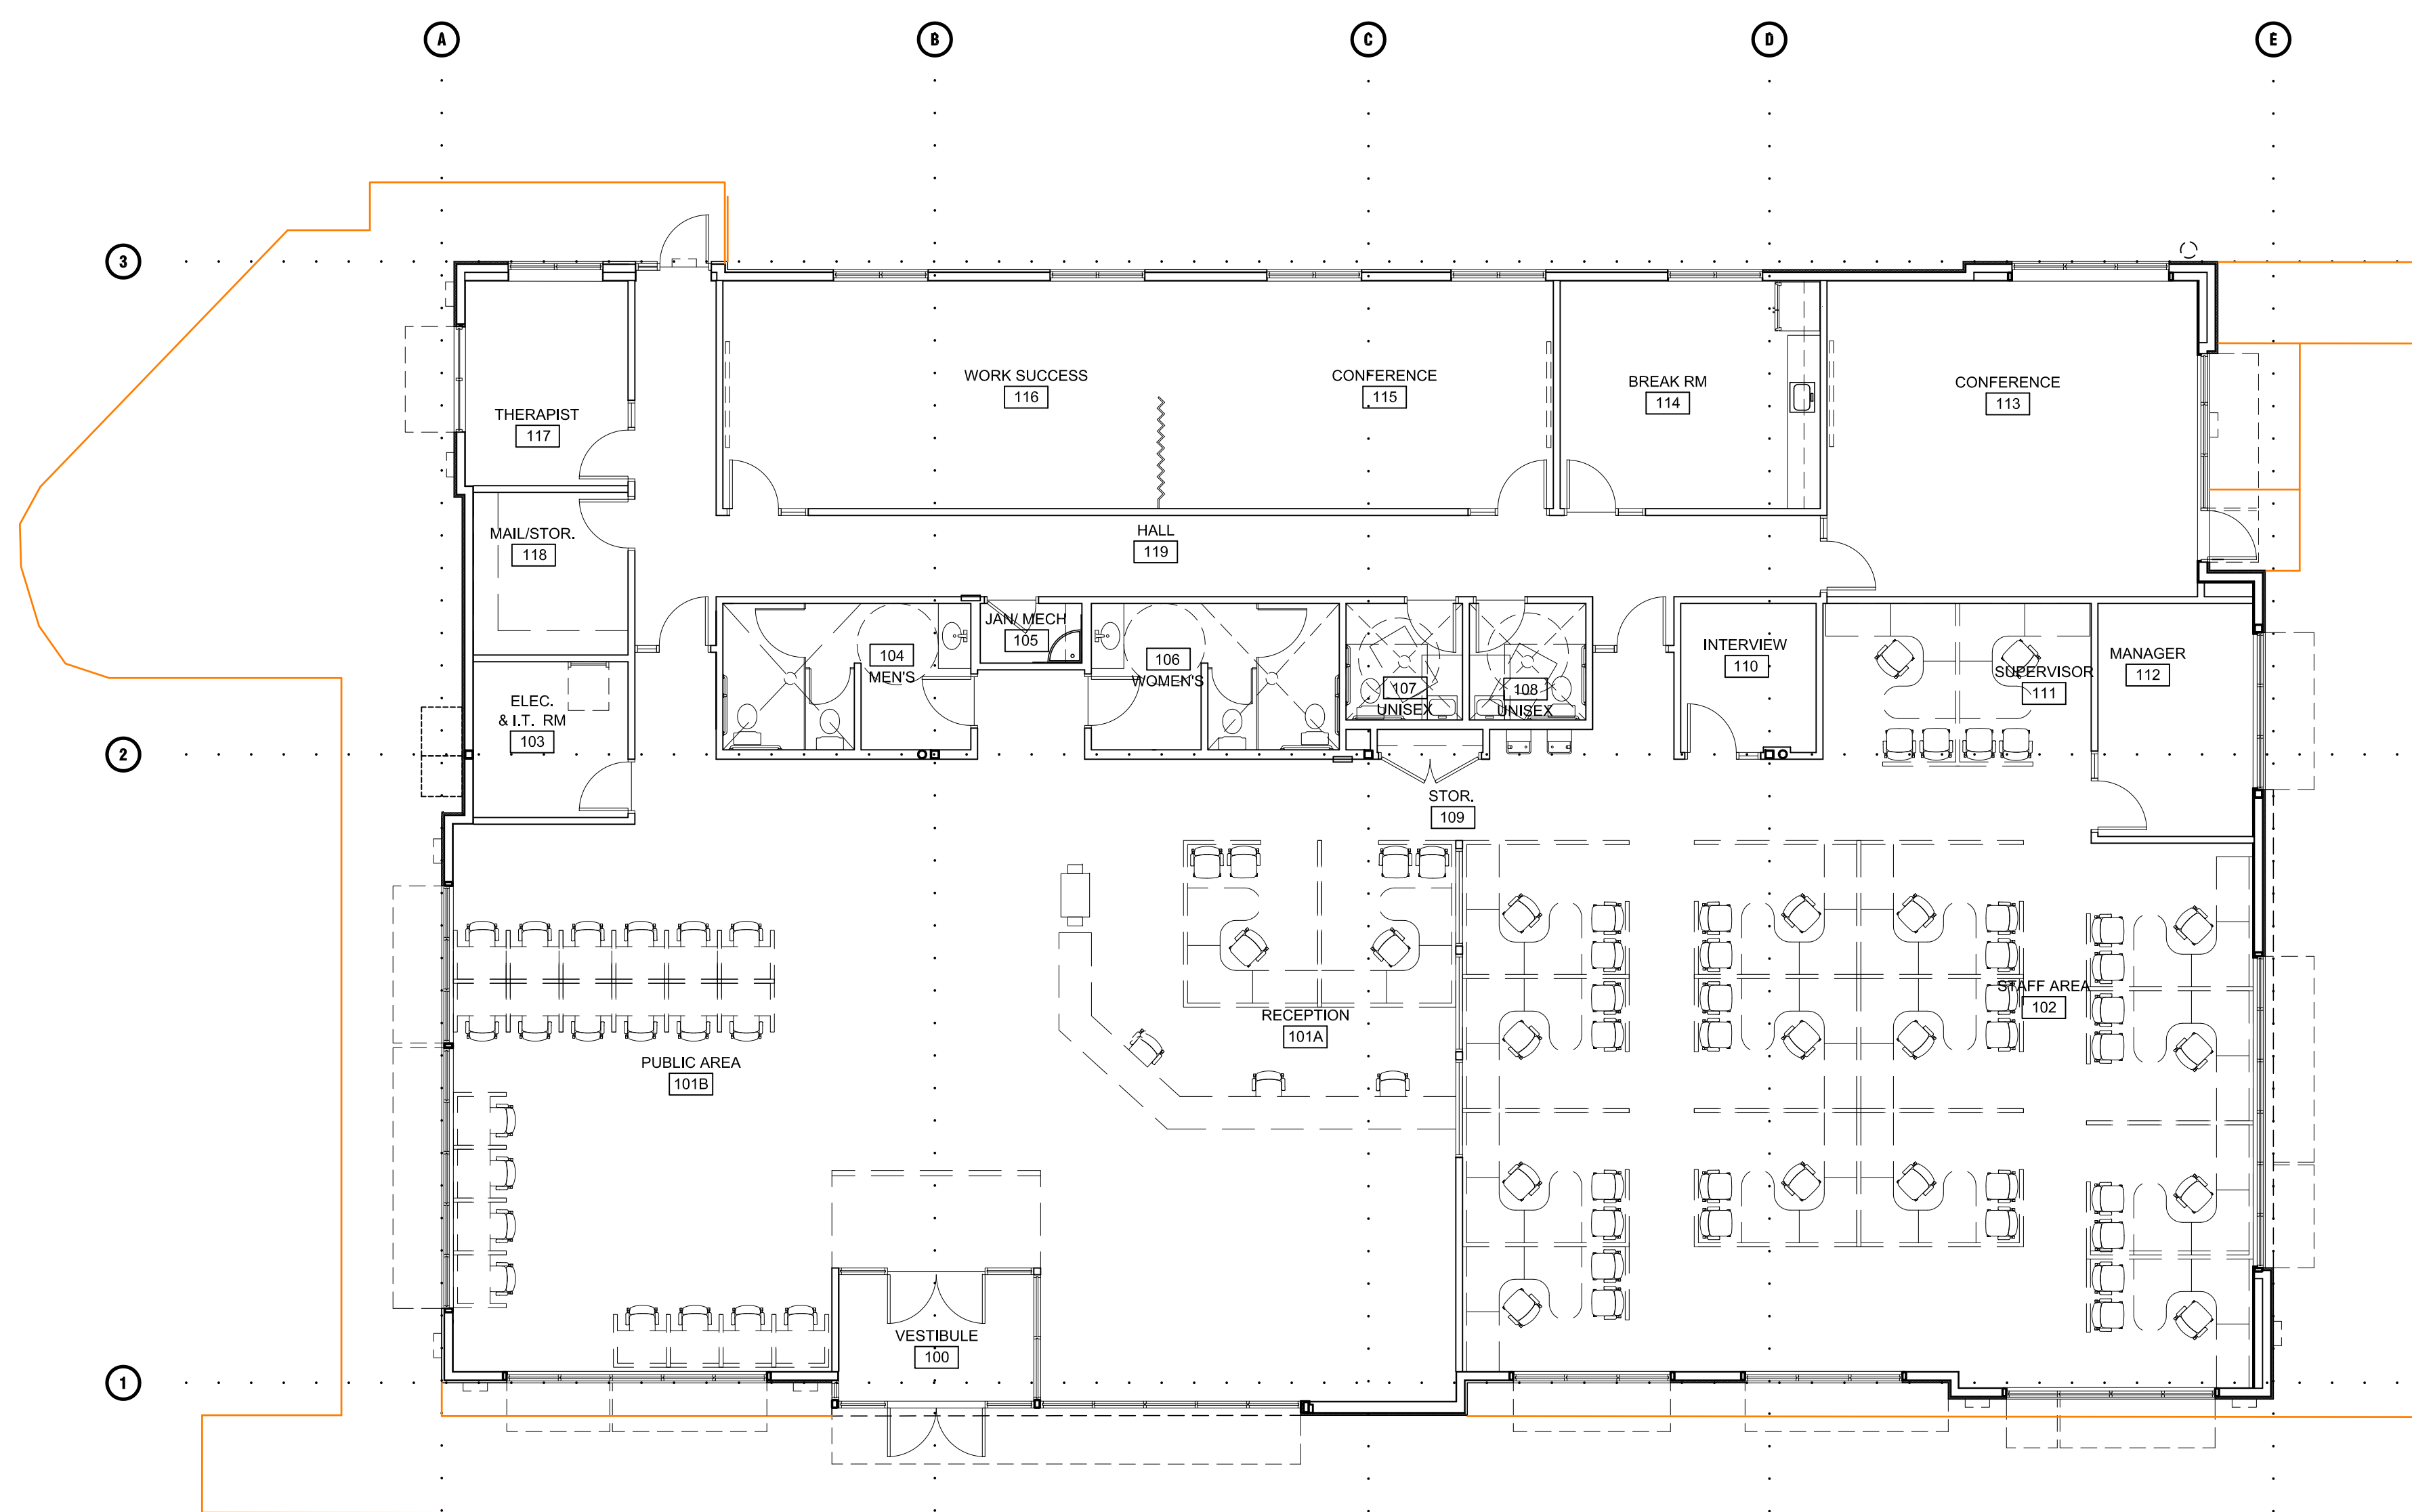 A
B
C
D
E
3
WORK SUCCESS
116
CONFERENCE
115
BREAK RM
114
CONFERENCE
113
THERAPIST
117
MAIL/STOR.
118
HALL
119
JAN/ MECH
105
104
MEN'S
106
WOMEN'S
107
UNISEX
108
UNISEX
INTERVIEW
110
SUPERVISOR
111
MANAGER
112
ELEC.
& I.T. RM
103
2
STOR.
109
STAFF AREA
102
RECEPTION
101A
PUBLIC AREA
101B
VESTIBULE
100
1